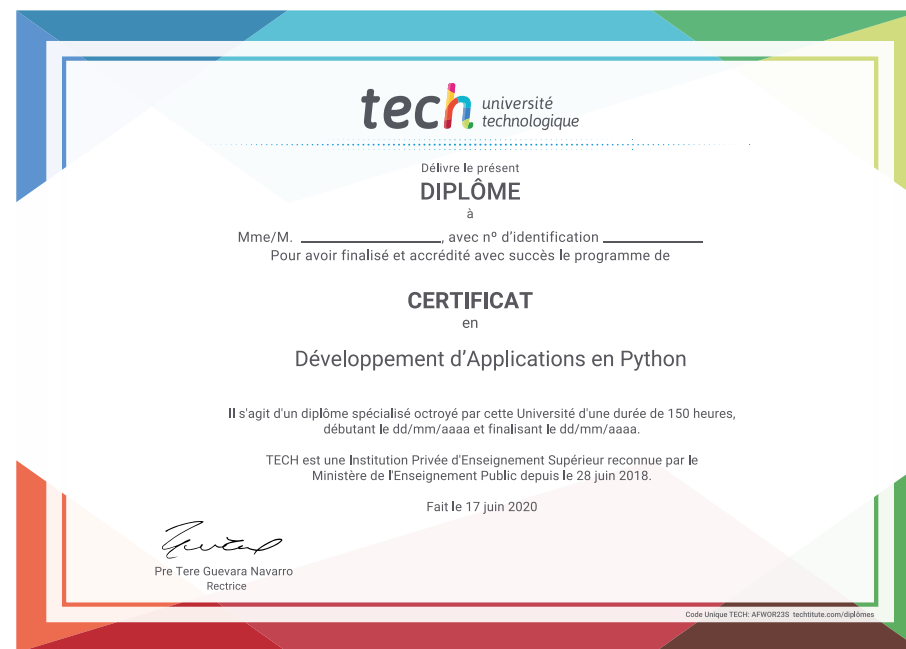 tech université
technologique
Délivre le présent
DIPLÔME
à
Mme/M. ____________________, avec nº d'identification ______________
Pour avoir finalisé et accrédité avec succès le programme de
CERTIFICAT
en
Développement d'Applications en Python
Il s'agit d'un diplôme spécialisé octroyé par cette Université d'une durée de 150 heures,
débutant le dd/mm/aaaa et finalisant le dd/mm/aaaa.
TECH est une Institution Privée d'Enseignement Supérieur reconnue par le
Ministère de l'Enseignement Public depuis le 28 juin 2018.
Fait le 17 juin 2020
Pre Tere Guevara Navarro
Rectrice
Code Unique TECH: AFWOR23S techtitute.com/diplômes